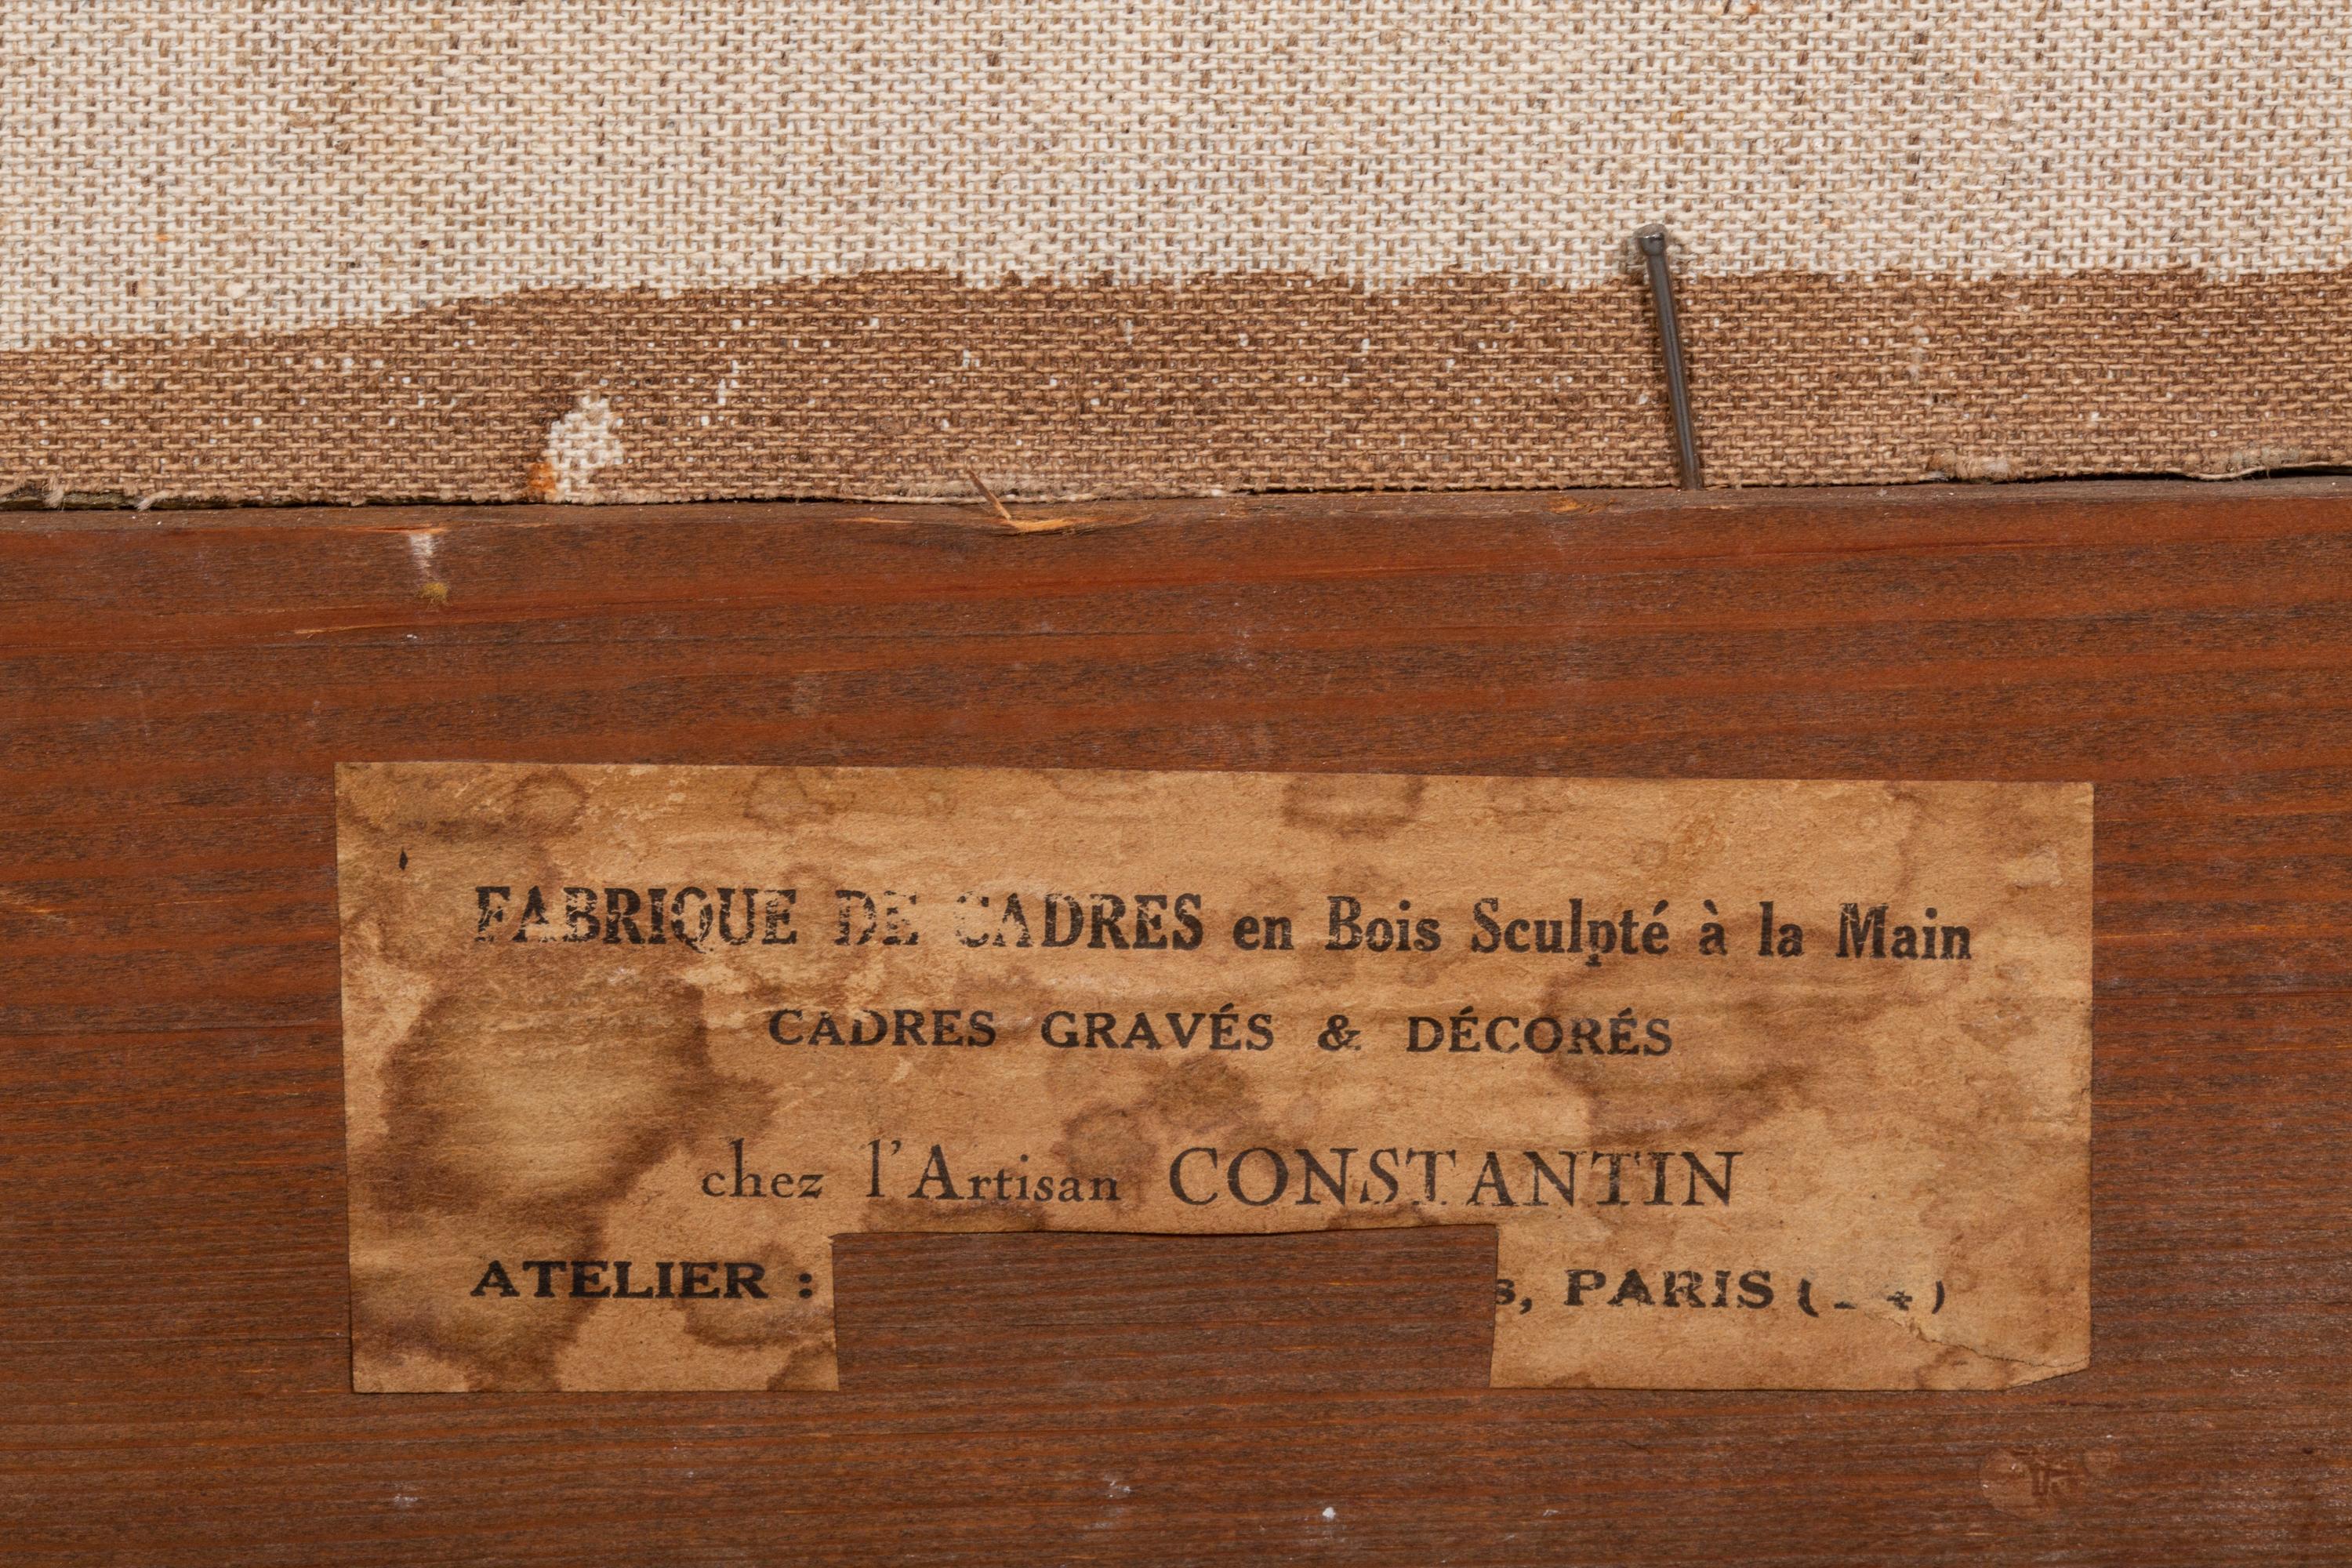 FABRIQUE DE CADRES en Bois Sculpté à la Main
CADRES GRAVÉS & DÉCORÉS
chez l'Artisan CONSTANTIN
ATELIER : s, PARIS